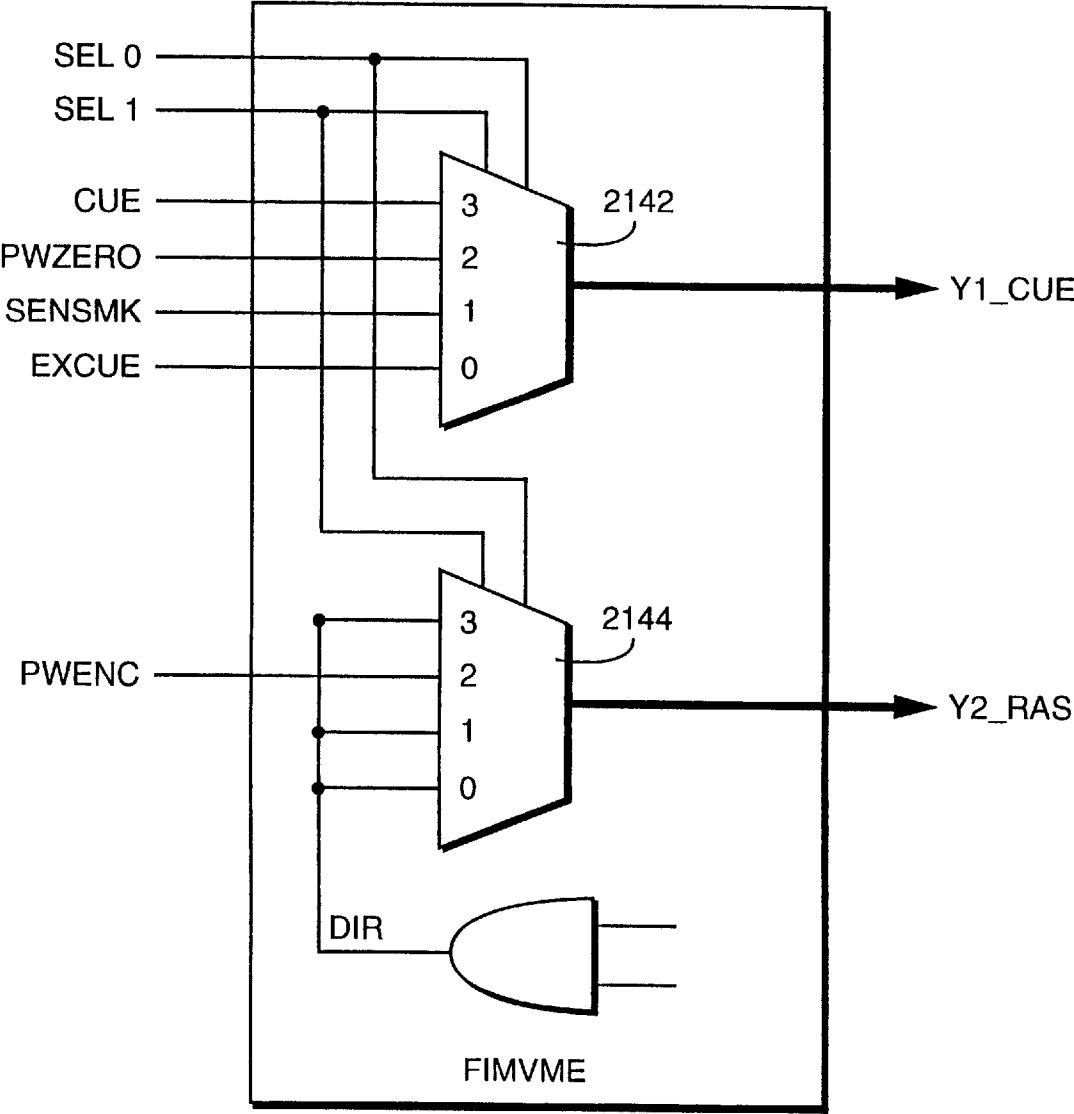 SEL 0
SEL 1
CUE
3
2142
PWZERO
2
Y1_CUE
SENSMK
1
EXCUE
0
3
2144
PWENC
2
Y2_RAS
1
0
DIR
FIMVME